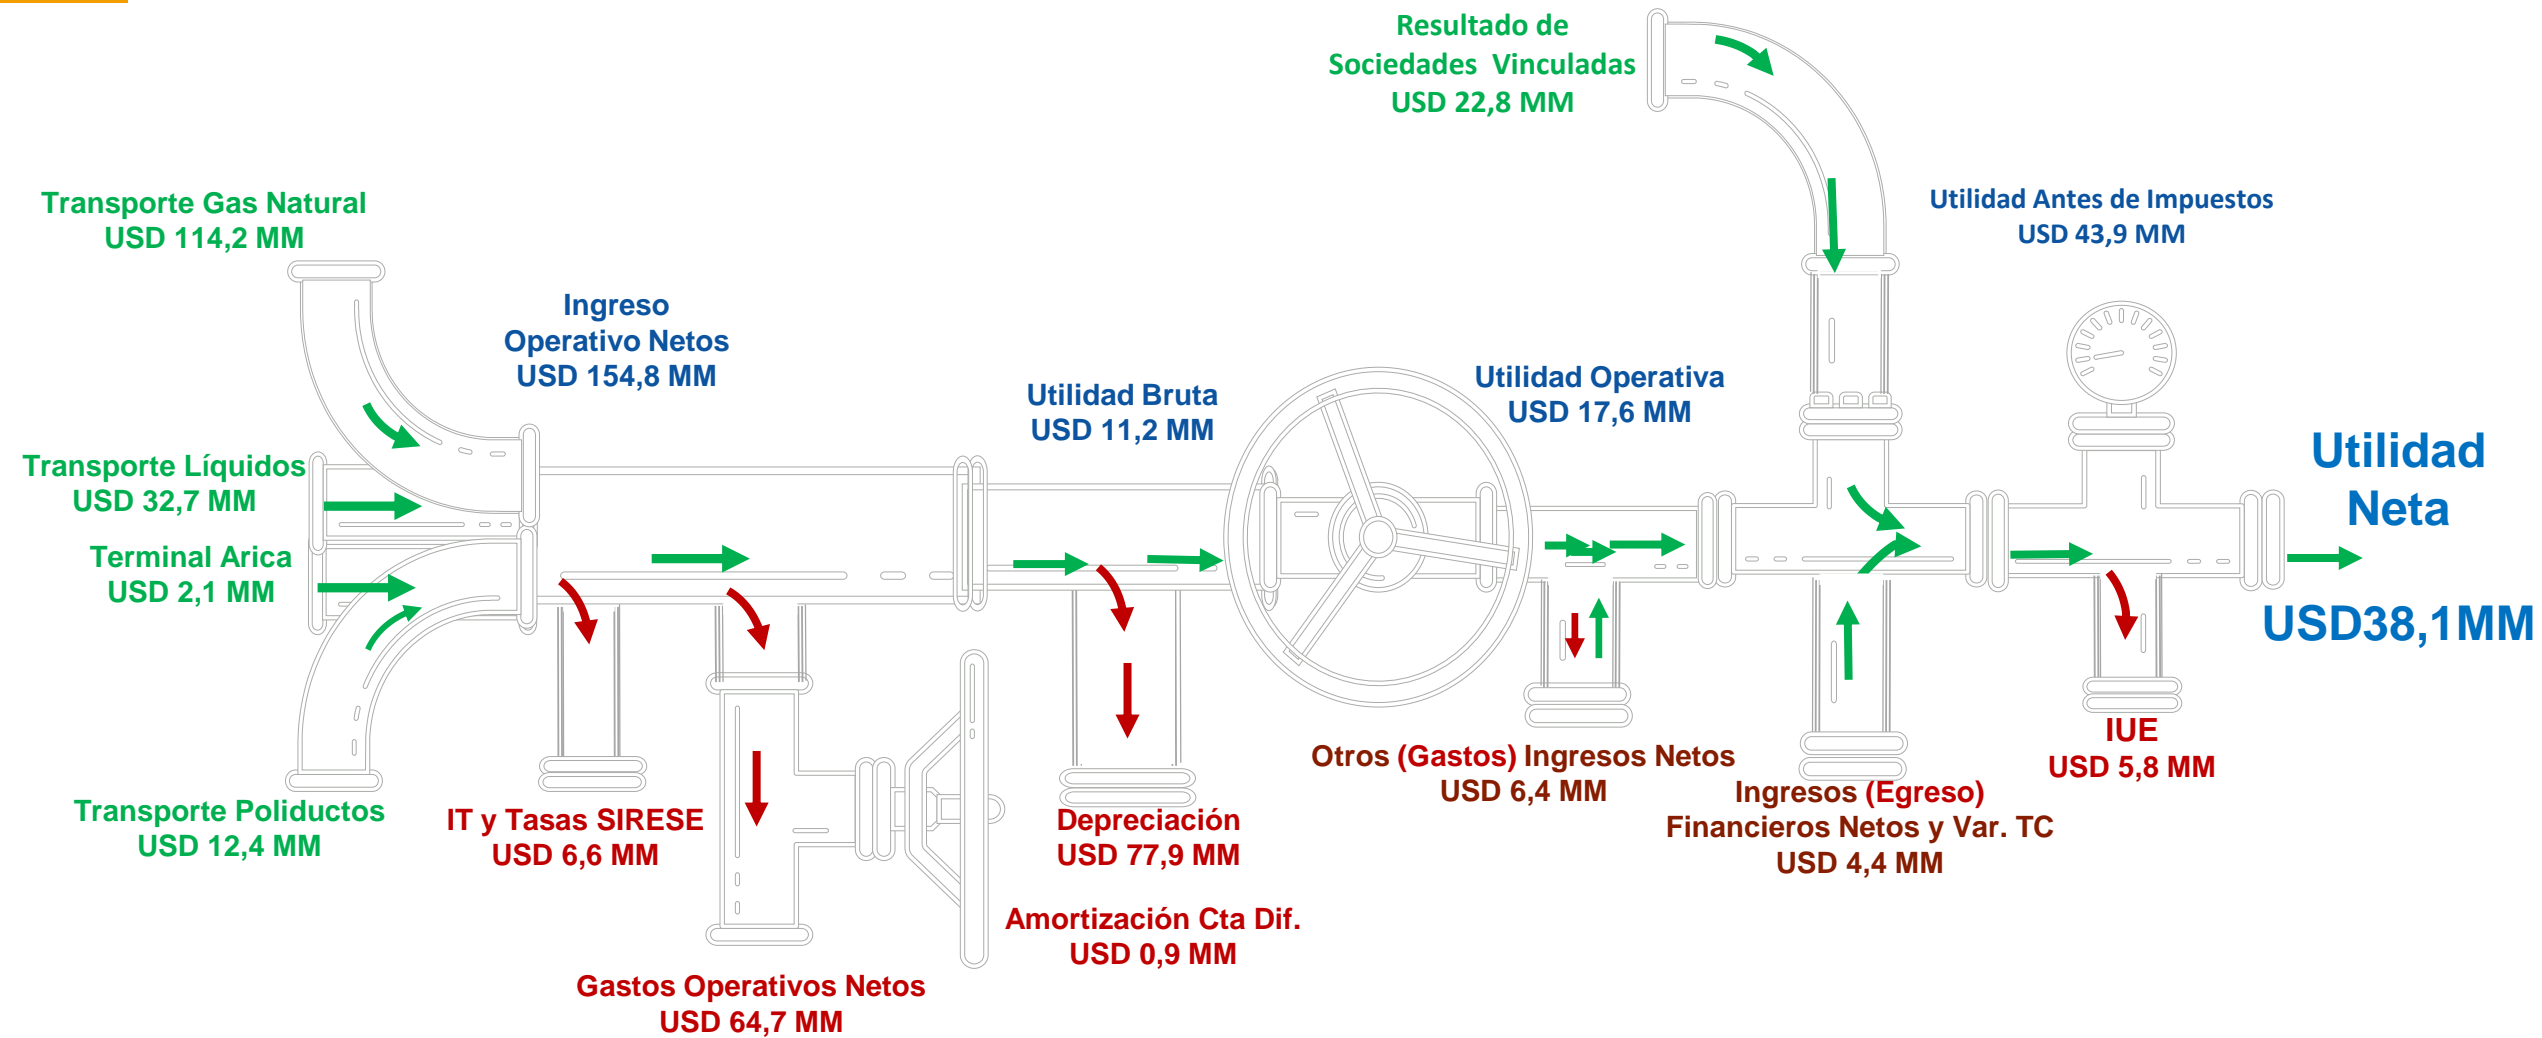 Resultado de
Sociedades Vinculadas
USD 22,8 MM
Transporte Gas Natural
USD 114,2 MM
Utilidad Antes de Impuestos
USD 43,9 MM
Ingreso
Operativo Netos
USD 154,8 MM
Utilidad Bruta
USD 11,2 MM
Utilidad Operativa
USD 17,6 MM
Transporte Líquidos
USD 32,7 MM
Terminal Arica
USD 2,1 MM
Utilidad
Neta
USD38,1MM
Transporte Poliductos
USD 12,4 MM
IT y Tasas SIRESE
USD 6,6 MM
Gastos Operativos Netos
USD 64,7 MM
Depreciación
USD 77,9 MM
Amortización Cta Dif.
USD 0,9 MM
Otros (Gastos) Ingresos Netos
USD 6,4 MM
Ingresos (Egreso)
Financieros Netos y Var. TC
USD 4,4 MM
IUE
USD 5,8 MM